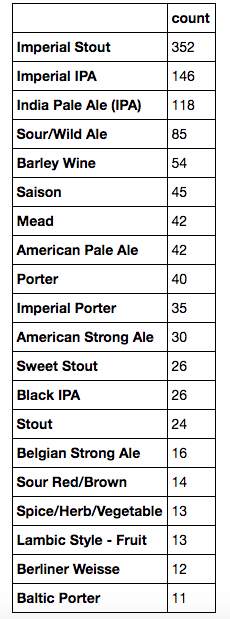 count
Imperial Stout 352
Imperial IPA 146
India Pale Ale (IPA) 118
Sour/Wild Ale 85
Barley Wine 54
Saison 45
Mead 42
American Pale Ale 42
Porter 40
Imperial Porter 35
American Strong Ale 30
Sweet Stout 26
Black IPA 26
Stout 24
Belgian Strong Ale 16
Sour Red/Brown 14
Spice/Herb/Vegetable 13
Lambic Style - Fruit 13
Berliner Weisse 12
Baltic Porter 11